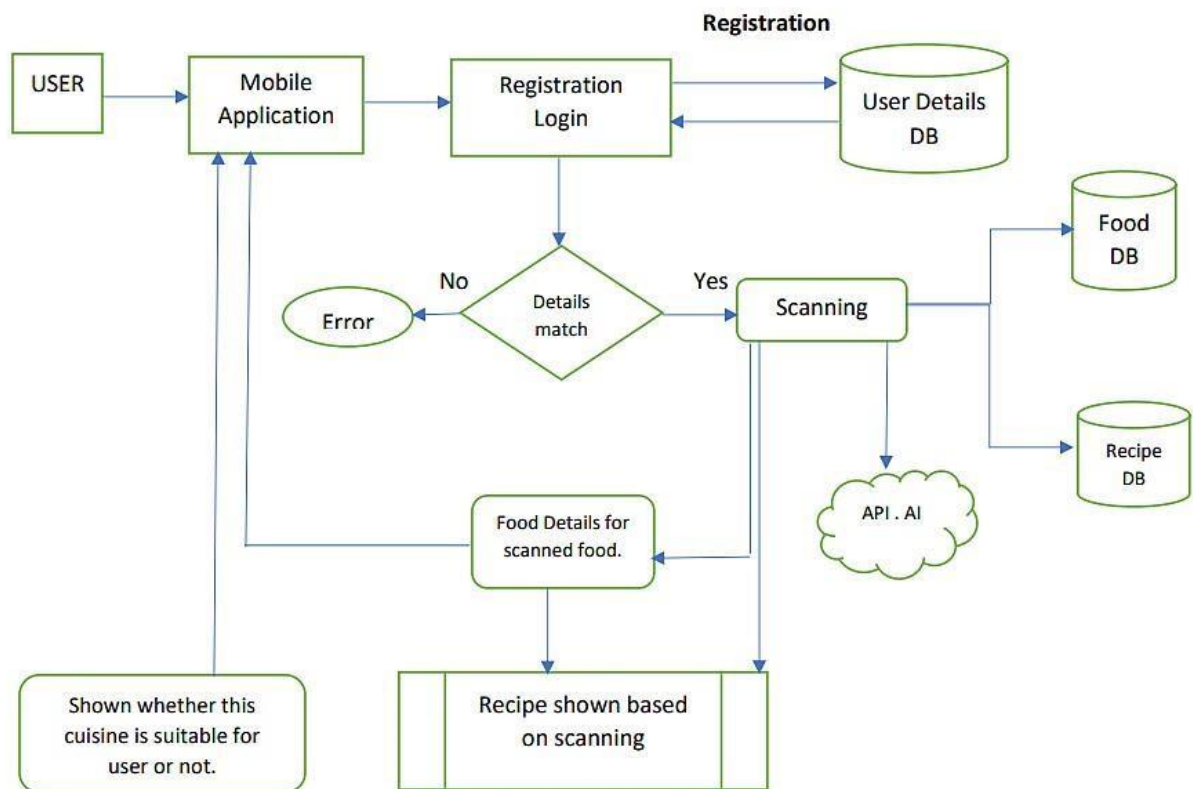 Registration
USER
Mobile
Application
Registration
Login
User Details
DB
Food
DB
No
Yes
Error
Details
match
Scanning
Recipe
DB
API . AI
Food Details for
scanned food.
Shown whether this
cuisine is suitable for
user or not.
Recipe shown based
on scanning